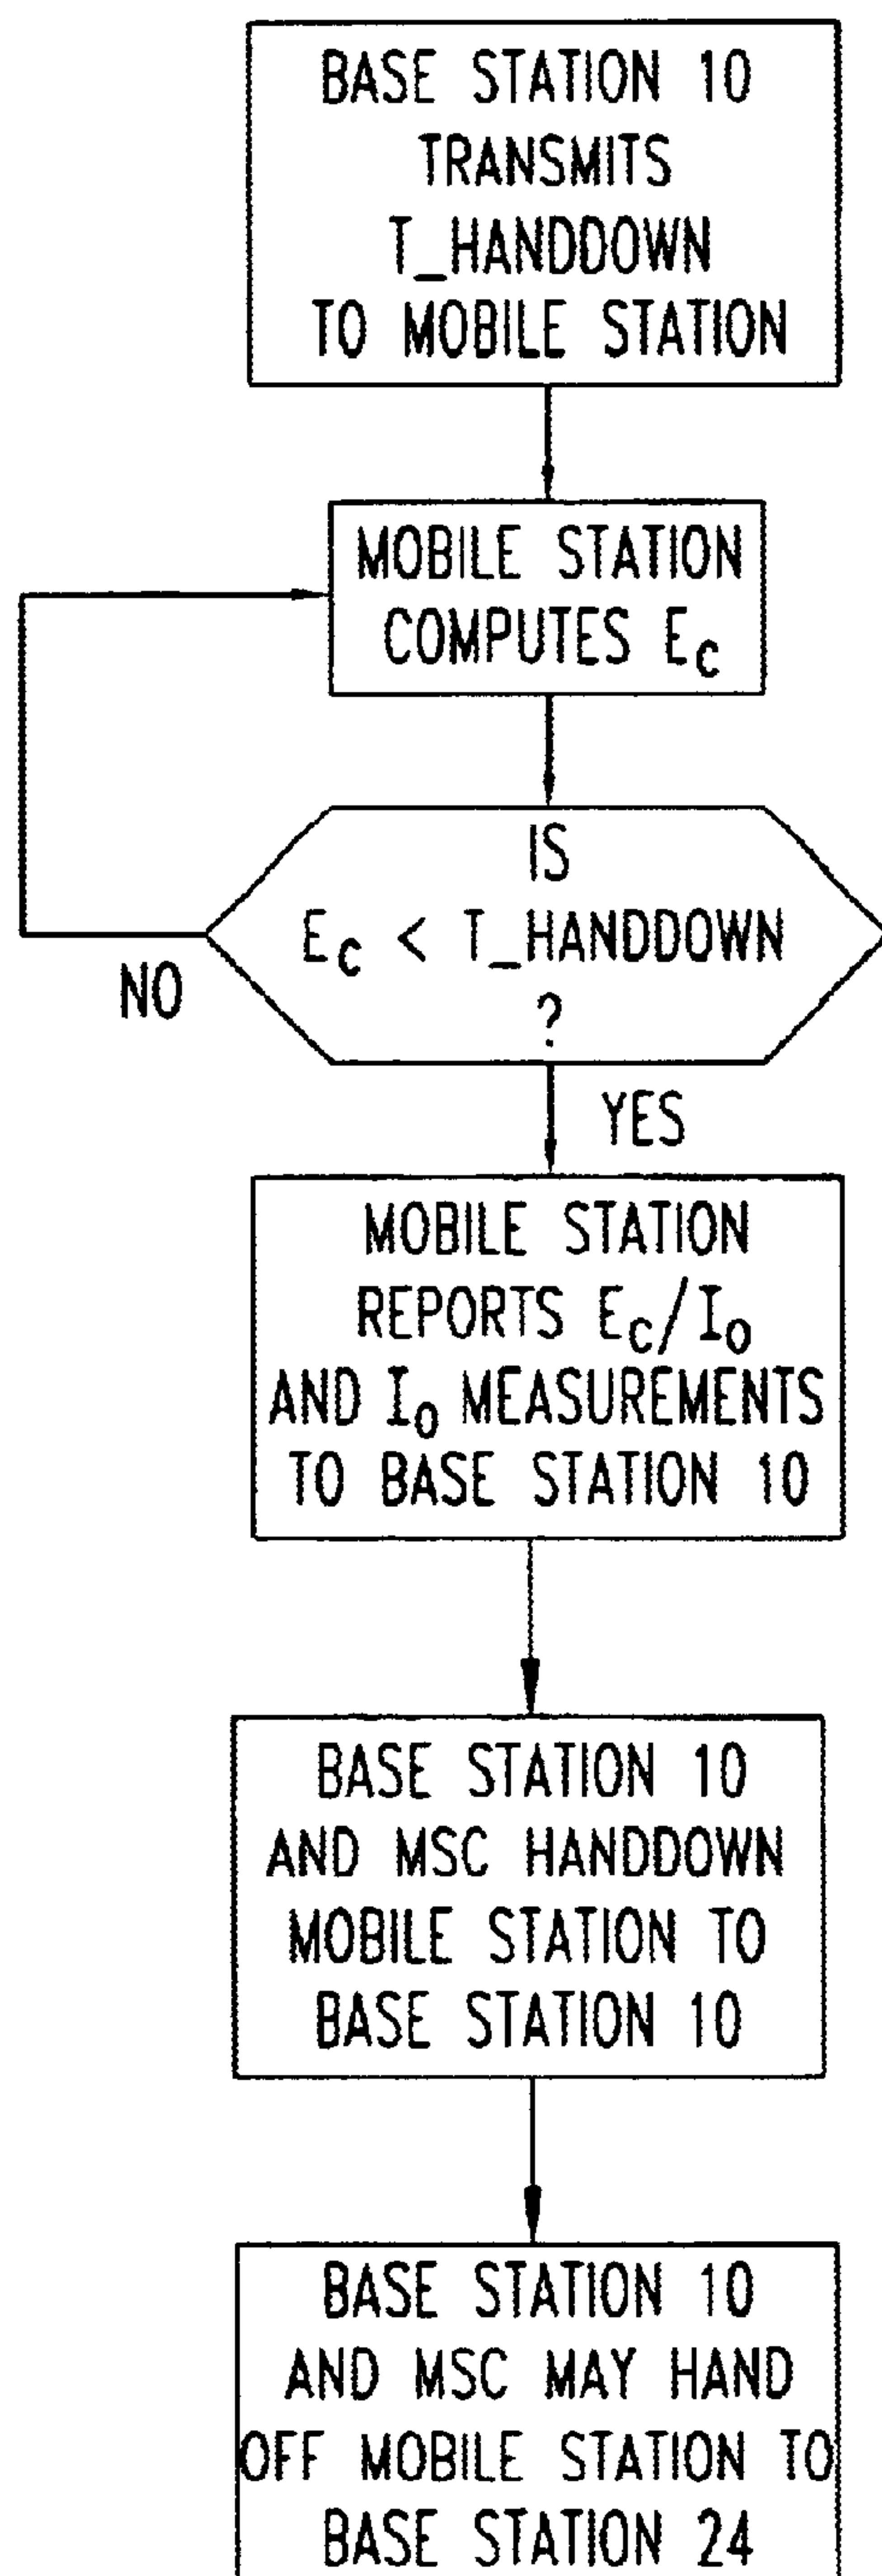 BASE STATION 10
TRANSMITS
T_HANDDOWN
TO MOBILE STATION
MOBILE STATION
COMPUTES Ec
IS
Ec < T_HANDDOWN
?
NO
YES
MOBILE STATION
REPORTS Ec/Io
AND Io MEASUREMENTS
TO BASE STATION 10
BASE STATION 10
AND MSC HANDDOWN
MOBILE STATION TO
BASE STATION 10
BASE STATION 10
AND MSC MAY HAND
OFF MOBILE STATION TO
BASE STATION 24